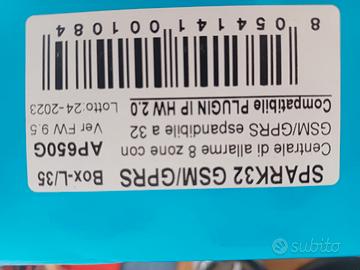 SPARK32 GSM/GPRS Box-L/35
Centrale di allarme 8 zone con AP650G
GSM/GPRS espandibile a 32 Ver FW 9.5
Compatibile PLUGIN IP HW 2.0 Lotto:24-2023
8 054141 001084
subito